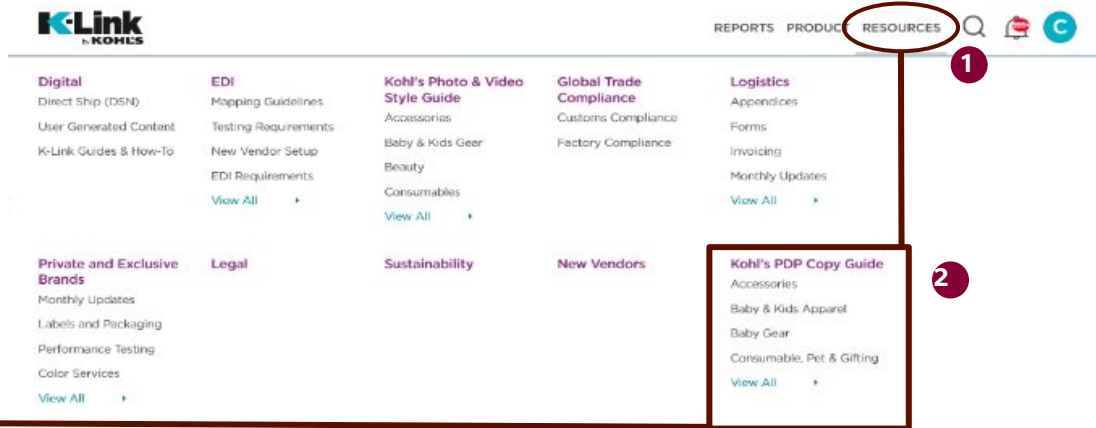 K-Link
by KOHL'S
REPORTS PRODUCT RESOURCES
C
1
Digital
Direct Ship (DSN)
User Generated Content
K-Link Guides & How-To
EDI
Mapping Guidelines
Testing Requirements
New Vendor Setup
EDI Requirements
View All
Kohl's Photo & Video
Style Guide
Accessories
Baby & Kids Gear
Beauty
Consumables
View All
Global Trade
Compliance
Customs Compliance
Factory Compliance
Logistics
Appendices
Forms
Invoicing
Monthly Updates
View All
Private and Exclusive
Brands
Monthly Updates
Labels and Packaging
Performance Testing
Color Services
View All
Legal
Sustainability
New Vendors
Kohl's PDP Copy Guide
Accessories
Baby & Kids Apparel
Baby Gear
Consumable, Pet & Gifting
View All
2